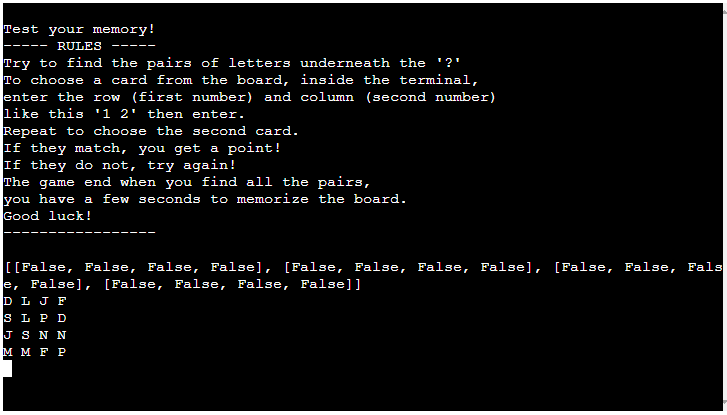 Test your memory!
----- RULES -----
Try to find the pairs of letters underneath the '?'
To choose a card from the board, inside the terminal,
enter the row (first number) and column (second number)
like this '1 2' then enter.
Repeat to choose the second card.
If they match, you get a point!
If they do not, try again!
The game end when you find all the pairs,
you have a few seconds to memorize the board.
Good luck!
-----------------
[[False, False, False, False], [False, False, False, False], [False, False, Fals
e, False], [False, False, False, False]]
D L J F
S L P D
J S N N
M M F P